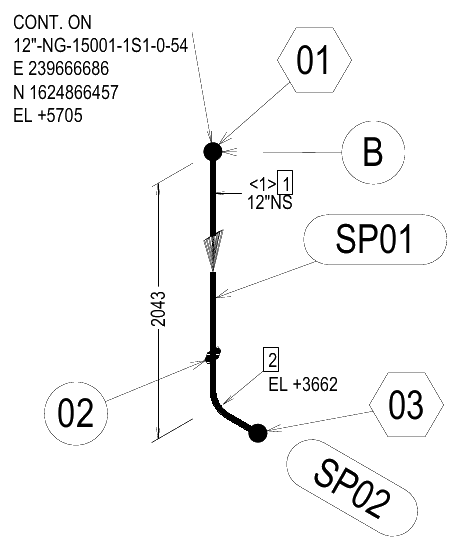 CONT. ON
12"-NG-15001-1S1-0-54
E 239666686
N 1624866457
EL +5705
01
B
<1> 1
12"NS
SP01
2043
2
EL +3662
02
03
SP02